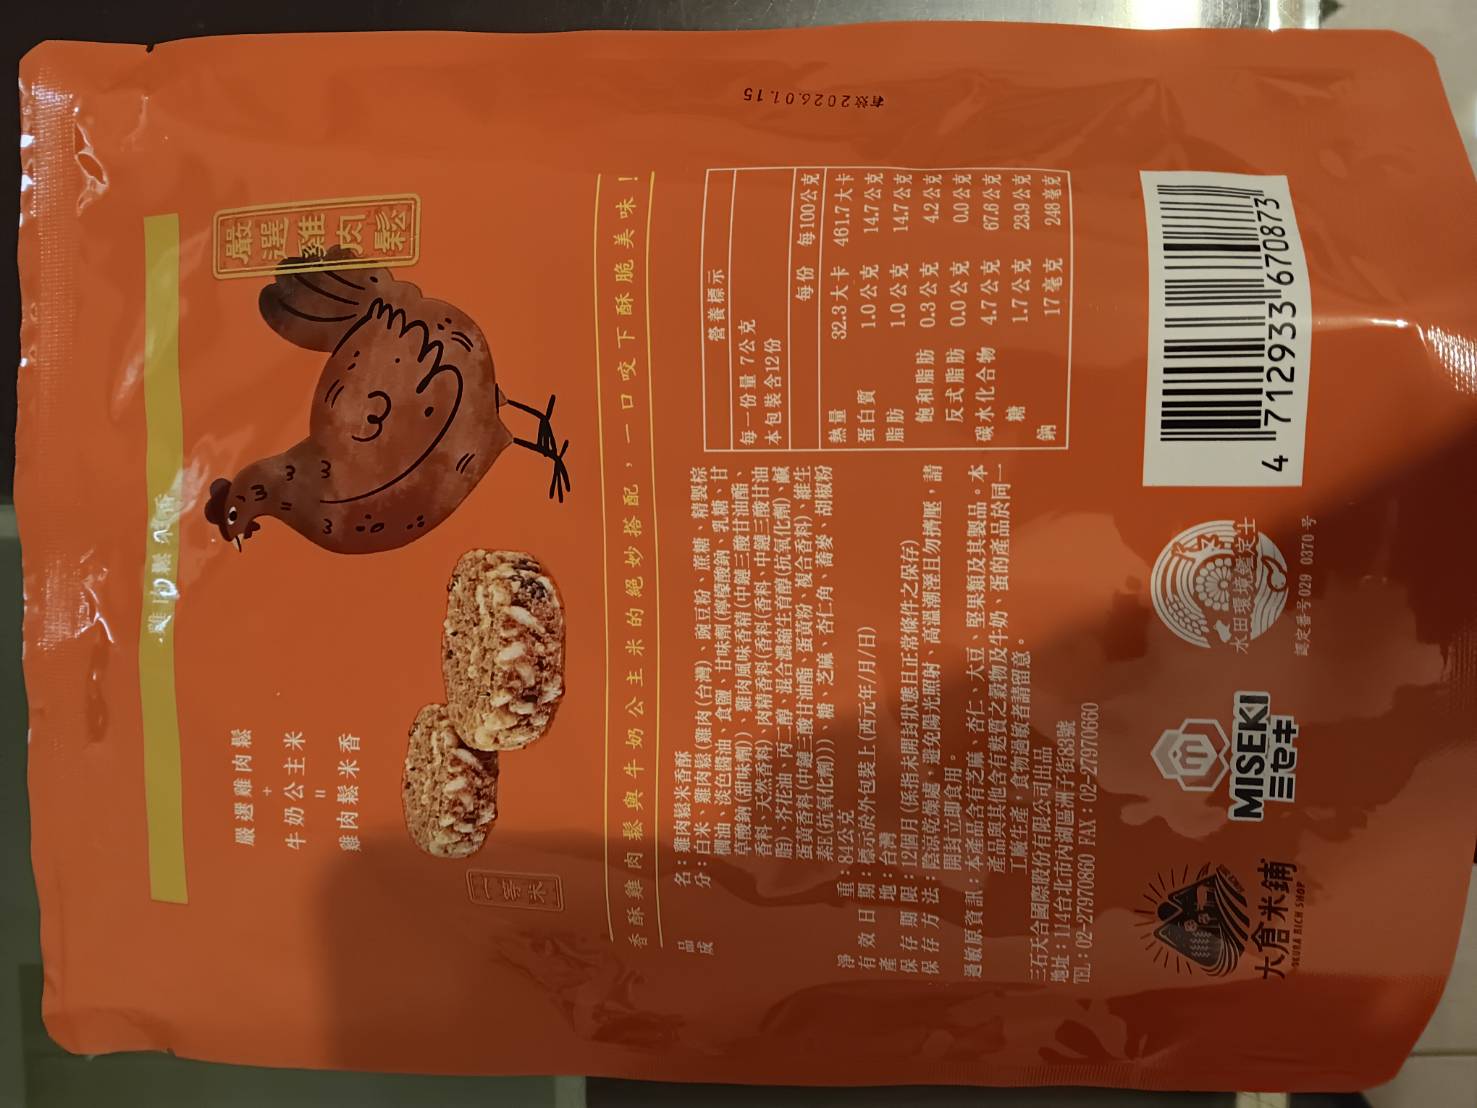 雞肉鬆米香
嚴選雞肉鬆
嚴選雞肉鬆
+
牛奶公主米
=
雞肉鬆米香
一等米
香酥雞肉鬆與牛奶公主米的絕妙搭配，一口咬下酥脆美味！
品名：雞肉鬆米香酥
成分：白米、雞肉鬆(雞肉(台灣)、豌豆粉、蔗糖、精製棕
櫚油、淡色醬油、食鹽、甘味劑(檸檬酸鈉、乳糖、甘
草酸鈉(甜味劑))、雞肉風味香精(中鏈三酸甘油酯、
香料、天然香料)、肉精香料(香料、中鏈三酸甘油
脂)、芥花油、丙二醇、混合濃縮生育醇(抗氧化劑)、鹹
蛋黃香料(中鏈三酸甘油酯、蛋黃粉、複合香料)、維生
素E(抗氧化劑)))、糖、芝麻、杏仁角、蕎麥、胡椒粉
淨重：84公克
有效日期：標示於外包裝上(西元年/月/日)
產地：台灣
保存期限：12個月(係指未開封狀態且正常條件之保存)
保存方法：陰涼乾燥處，避免陽光照射、高溫潮溼且勿擠壓，請
開封立即食用。
過敏原資訊：本產品含有芝麻、杏仁、大豆、堅果類及其製品。本
產品與其他含有麩質之穀物及牛奶、蛋的產品於同一
工廠生產，食物過敏者請留意。
三石天合國際股份有限公司出品
地址：114台北市內湖區洲子街83號
TEL：02-27970860 FAX：02-27970660
營養標示
每一份量 7公克
本包裝含12份
每份 每100公克
熱量 32.3 大卡 461.7 大卡
蛋白質 1.0 公克 14.7 公克
脂肪 1.0 公克 14.7 公克
飽和脂肪 0.3 公克 4.2 公克
反式脂肪 0.0 公克 0.0 公克
碳水化合物 4.7 公克 67.6 公克
糖 1.7 公克 23.9 公克
鈉 17 毫克 248 毫克
有效2026.01.15
大倉米鋪
OKURA RICH SHOP
MISEKI
ミセキ
水田環境鑑定士
認定番号029 0370号
4 712933 670873